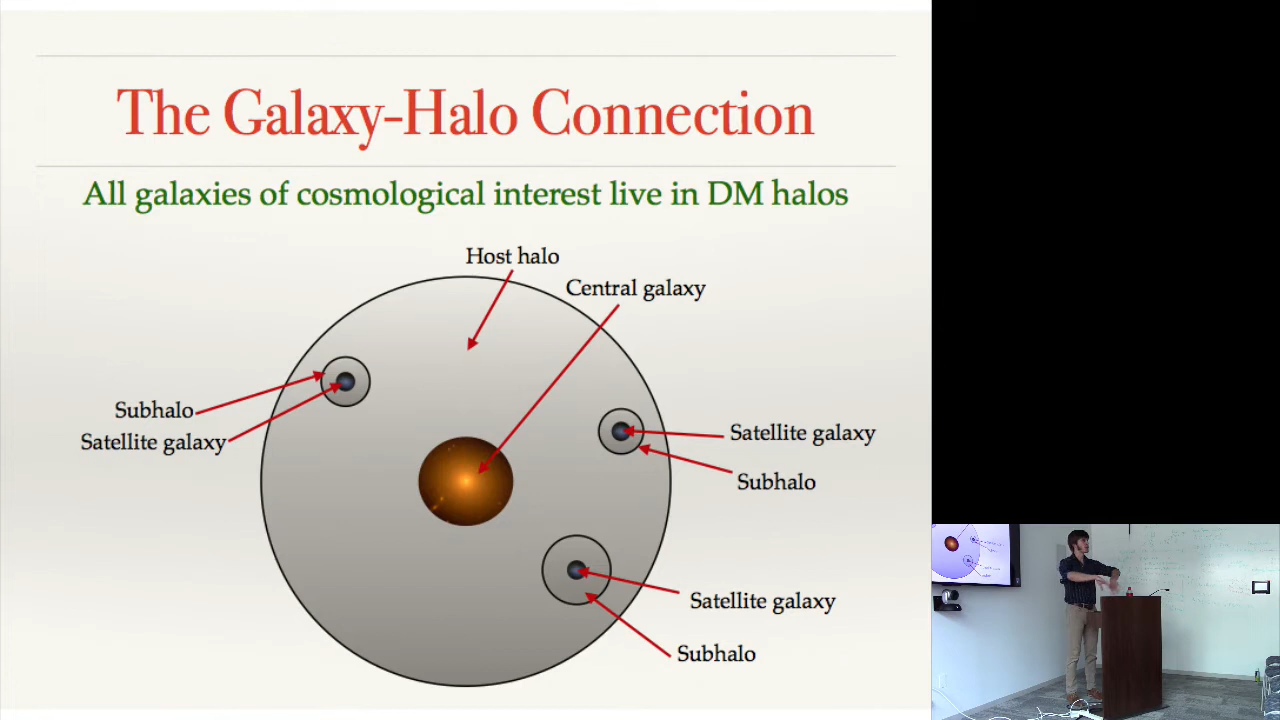 The Galaxy-Halo Connection
All galaxies of cosmological interest live in DM halos
Host halo
Central galaxy
Subhalo
Satellite galaxy
Satellite galaxy
Subhalo
Satellite galaxy
Subhalo